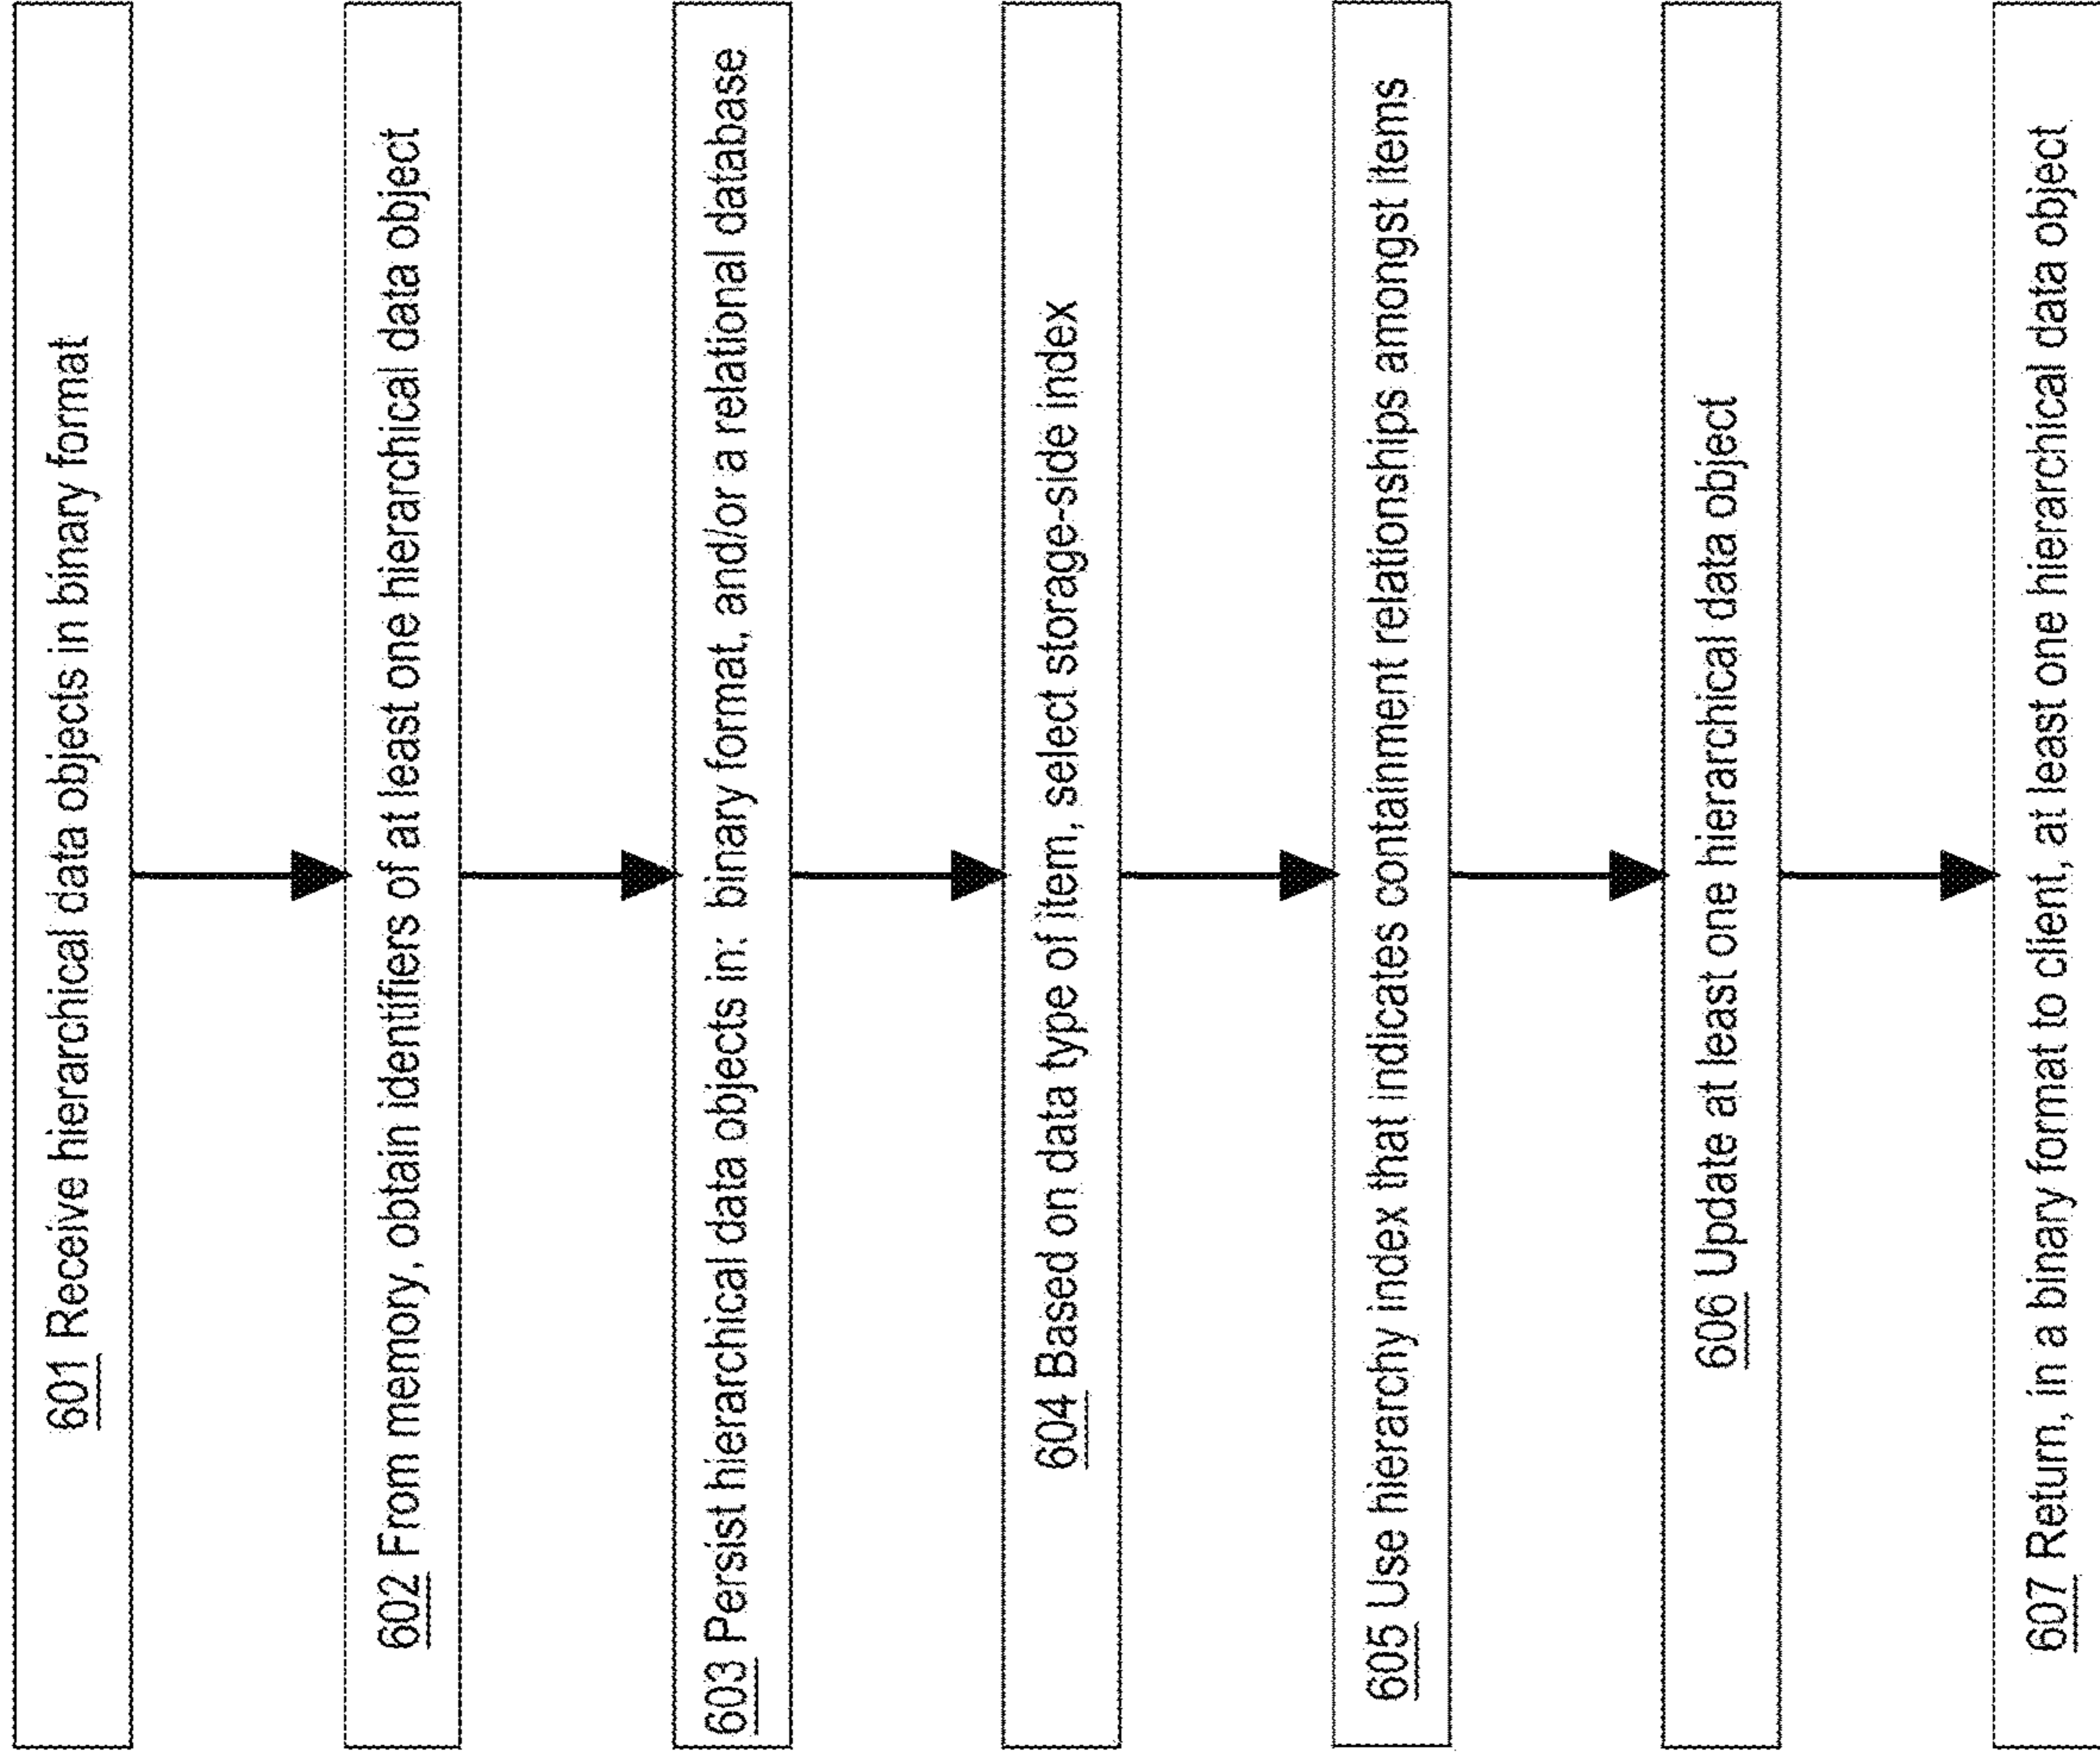 601 Receive hierarchical data objects in binary format
602 From memory, obtain identifiers of at least one hierarchical data object
603 Persist hierarchical data objects in: binary format, and/or a relational database
604 Based on data type of item, select storage-side index
605 Use hierarchy index that indicates containment relationships amongst items
606 Update at least one hierarchical data object
607 Return, in a binary format to client, at least one hierarchical data object